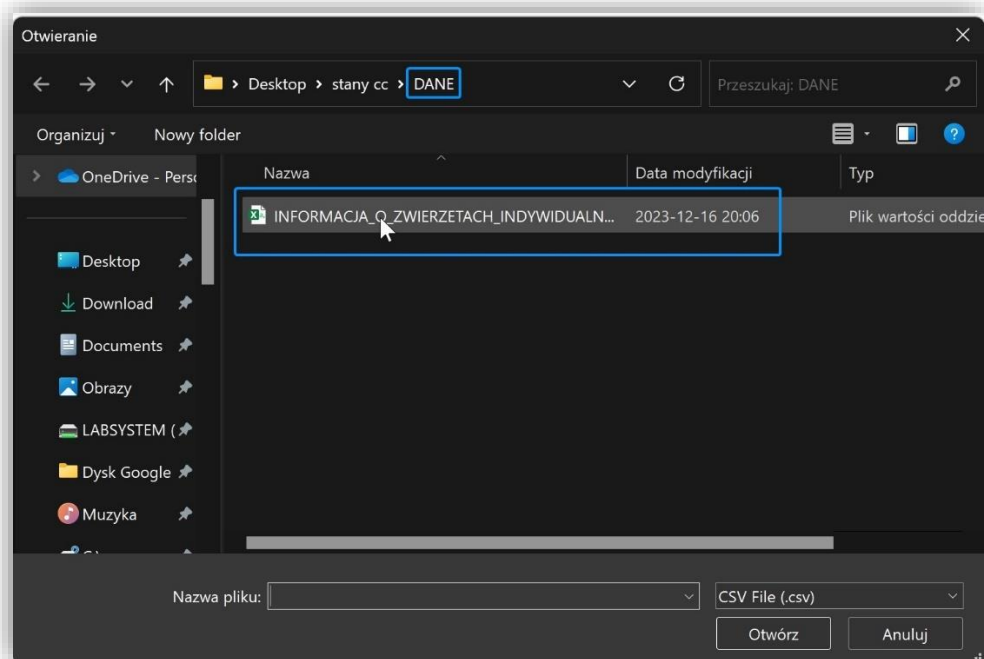 Otwieranie
Desktop > stany cc > DANE
Przeszukaj: DANE
Organizuj
Nowy folder
Nazwa
Data modyfikacji
Typ
INFORMACJA_O_ZWIERZETACH_INDYWIDUALN... 2023-12-16 20:06 Plik wartości oddzie
OneDrive - Perso
Desktop
Download
Documents
Obrazy
LABSYSTEM (
Dysk Google
Muzyka
Nazwa pliku:
CSV File (.csv)
Otwórz
Anuluj